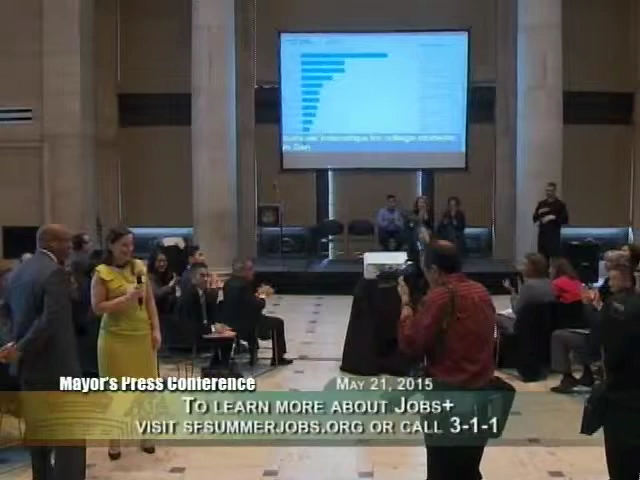 Mayor's Press Conference
May 21, 2015
To learn more about Jobs+
visit sfsummerjobs.org or call 3-1-1